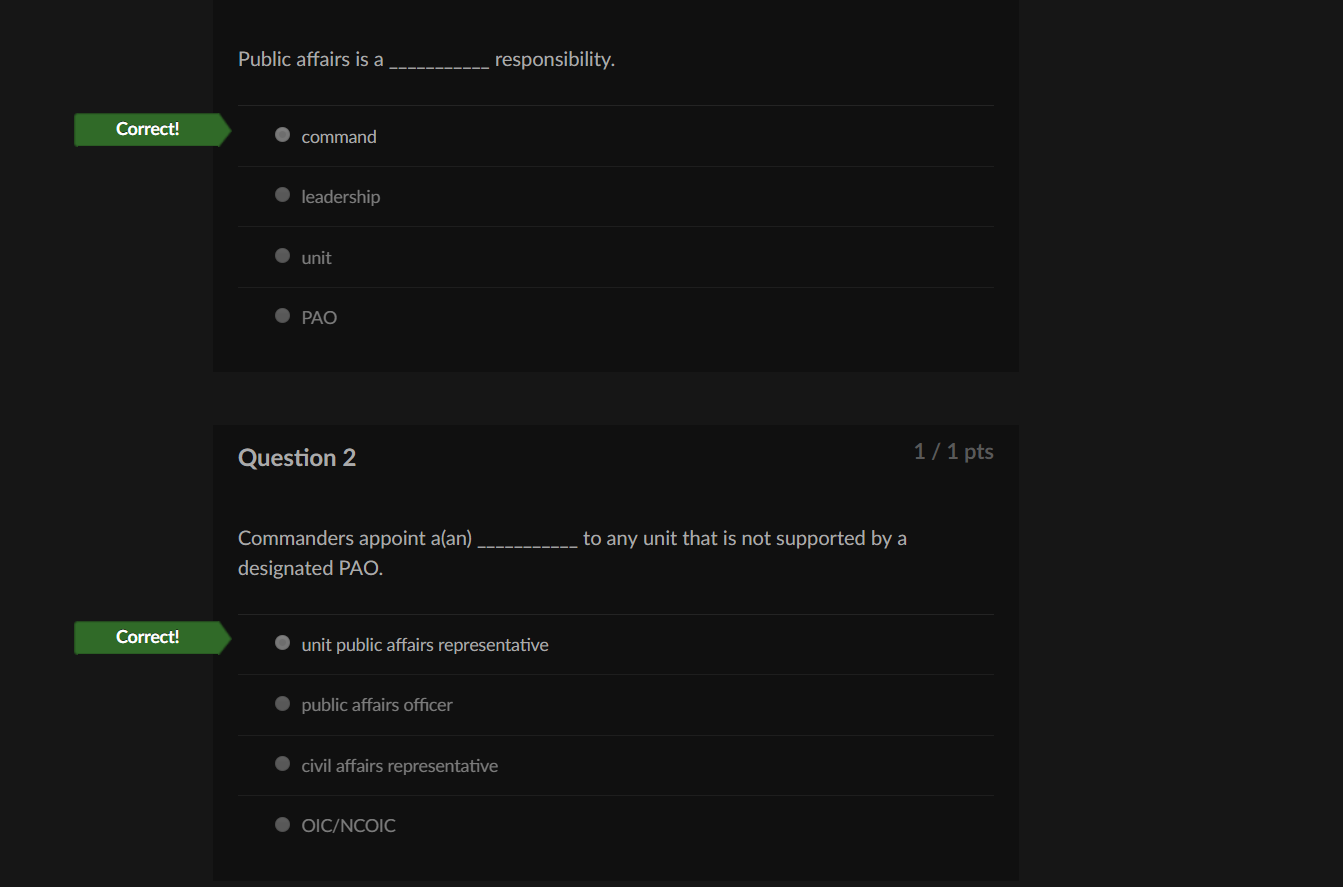 Public affairs is a ___________ responsibility.
Correct!
command
leadership
unit
PAO
Question 2
1 / 1 pts
Commanders appoint a(an) ___________ to any unit that is not supported by a
designated PAO.
Correct!
unit public affairs representative
public affairs officer
civil affairs representative
OIC/NCOIC